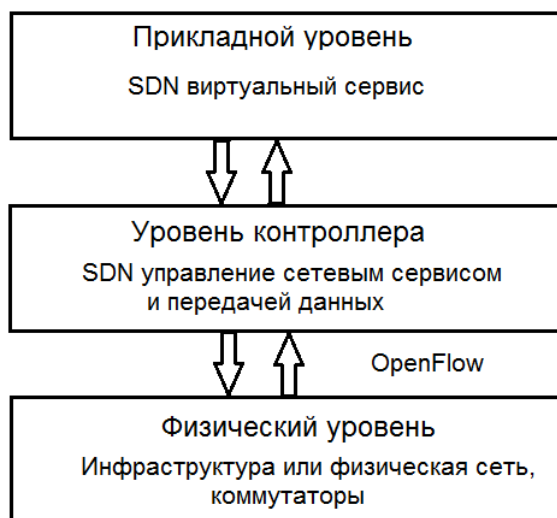 Прикладной уровень
SDN виртуальный сервис
Уровень контроллера
SDN управление сетевым сервисом
и передачей данных
OpenFlow
Физический уровень
Инфраструктура или физическая сеть,
коммутаторы